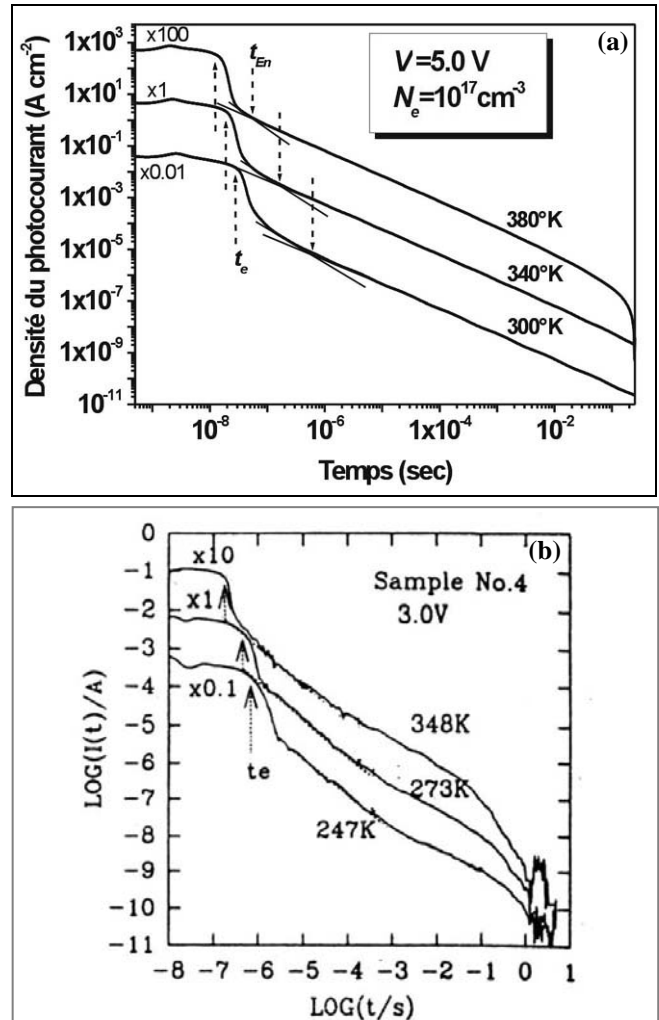 (a)
1x10³
x100
t_En
V=5.0 V
Nₑ=10¹⁷cm⁻³
1x10¹
x1
1x10⁻¹
x0.01
1x10⁻³
1x10⁻⁵
tₑ
380°K
340°K
300°K
1x10⁻⁷
1x10⁻⁹
10⁻¹¹
Densité du photocourant (A cm⁻²)
10⁻⁸ 10⁻⁶ 1x10⁻⁴ 10⁻²
Temps (sec)
(b)
0
x10
Sample No.4
3.0V
-1
x1
-2
-3
x0.1
-4
348K
-5
te
273K
-6
247K
-7
-8
-9
-10
-11
LOG(I(t)/A)
-8 -7 -6 -5 -4 -3 -2 -1 0 1
LOG(t/s)